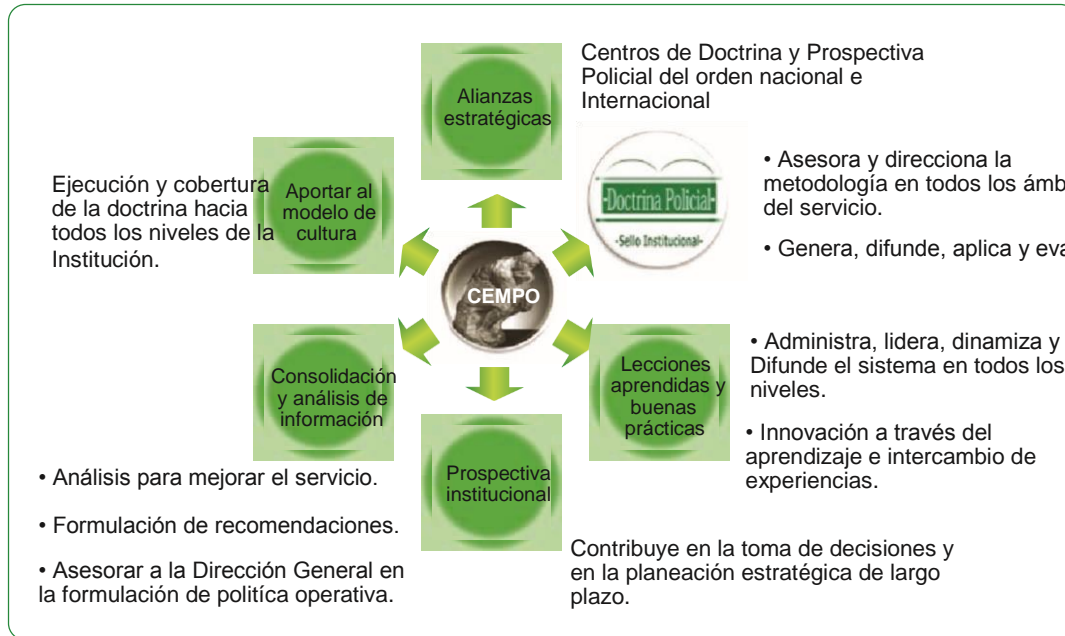 Alianzas
estratégicas
Centros de Doctrina y Prospectiva
Policial del orden nacional e
Internacional
-Doctrina Policial-
-Sello Institucional-
• Asesora y direcciona la
metodología en todos los ámb
del servicio.
• Genera, difunde, aplica y eva
Ejecución y cobertura
de la doctrina hacia
todos los niveles de la
Institución.
Aportar al
modelo de
cultura
CEMPO
Consolidación
y análisis de
información
Lecciones
aprendidas y
buenas
prácticas
• Administra, lidera, dinamiza y
Difunde el sistema en todos los
niveles.
• Innovación a través del
aprendizaje e intercambio de
experiencias.
• Análisis para mejorar el servicio.
• Formulación de recomendaciones.
• Asesorar a la Dirección General en
la formulación de politíca operativa.
Prospectiva
institucional
Contribuye en la toma de decisiones y
en la planeación estratégica de largo
plazo.